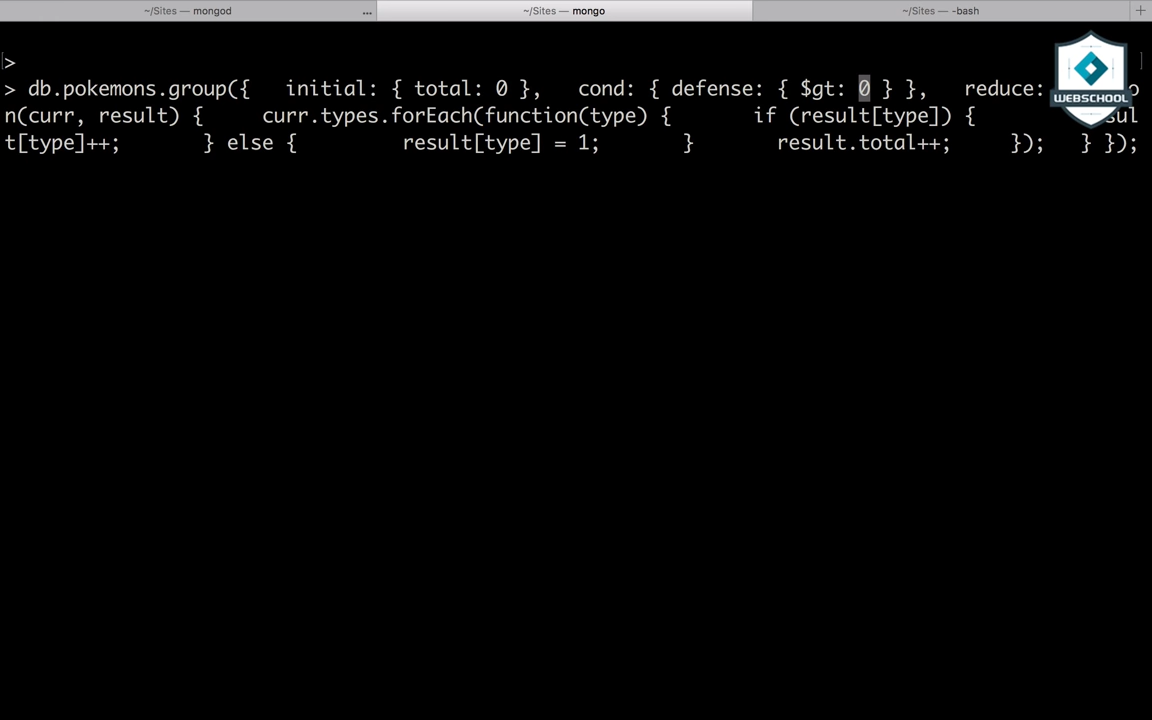 ~/Sites — mongod ... ~/Sites — mongo ~/Sites — -bash +
>
> db.pokemons.group({   initial: { total: 0 },    cond: { defense: { $gt: 0 } },   reduce:
n(curr, result) {     curr.types.forEach(function(type) {       if (result[type]) {
t[type]++;       } else {         result[type] = 1;       }       result.total++;     });   } });
WEBSCHOOL